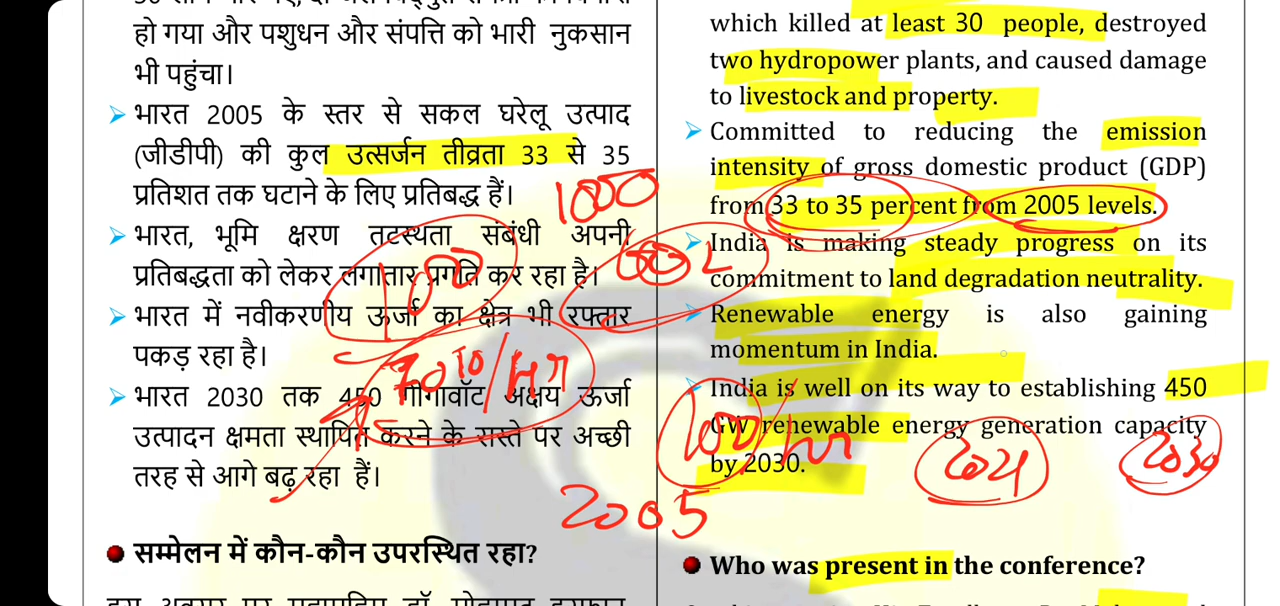 हो गया और पशुधन और संपत्ति को भारी नुकसान
भी पहुंचा।
भारत 2005 के स्तर से सकल घरेलू उत्पाद
(जीडीपी) की कुल उत्सर्जन तीव्रता 33 से 35
प्रतिशत तक घटाने के लिए प्रतिबद्ध हैं।
भारत, भूमि क्षरण तटस्थता संबंधी अपनी
प्रतिबद्धता को लेकर लगातार प्रगति कर रहा है।
भारत में नवीकरणीय ऊर्जा का क्षेत्र भी रफ्तार
पकड़ रहा है।
भारत 2030 तक 450 गीगावॉट अक्षय ऊर्जा
उत्पादन क्षमता स्थापित करने के रास्ते पर अच्छी
तरह से आगे बढ़ रहा हैं।
सम्मेलन में कौन-कौन उपरस्थित रहा?
which killed at least 30 people, destroyed
two hydropower plants, and caused damage
to livestock and property.
Committed to reducing the emission
intensity of gross domestic product (GDP)
from 33 to 35 percent from 2005 levels.
India is making steady progress on its
commitment to land degradation neutrality.
Renewable energy is also gaining
momentum in India.
India is well on its way to establishing 450
GW renewable energy generation capacity
by 2030.
Who was present in the conference?
1000
100
100/hr
2005
2021
2030